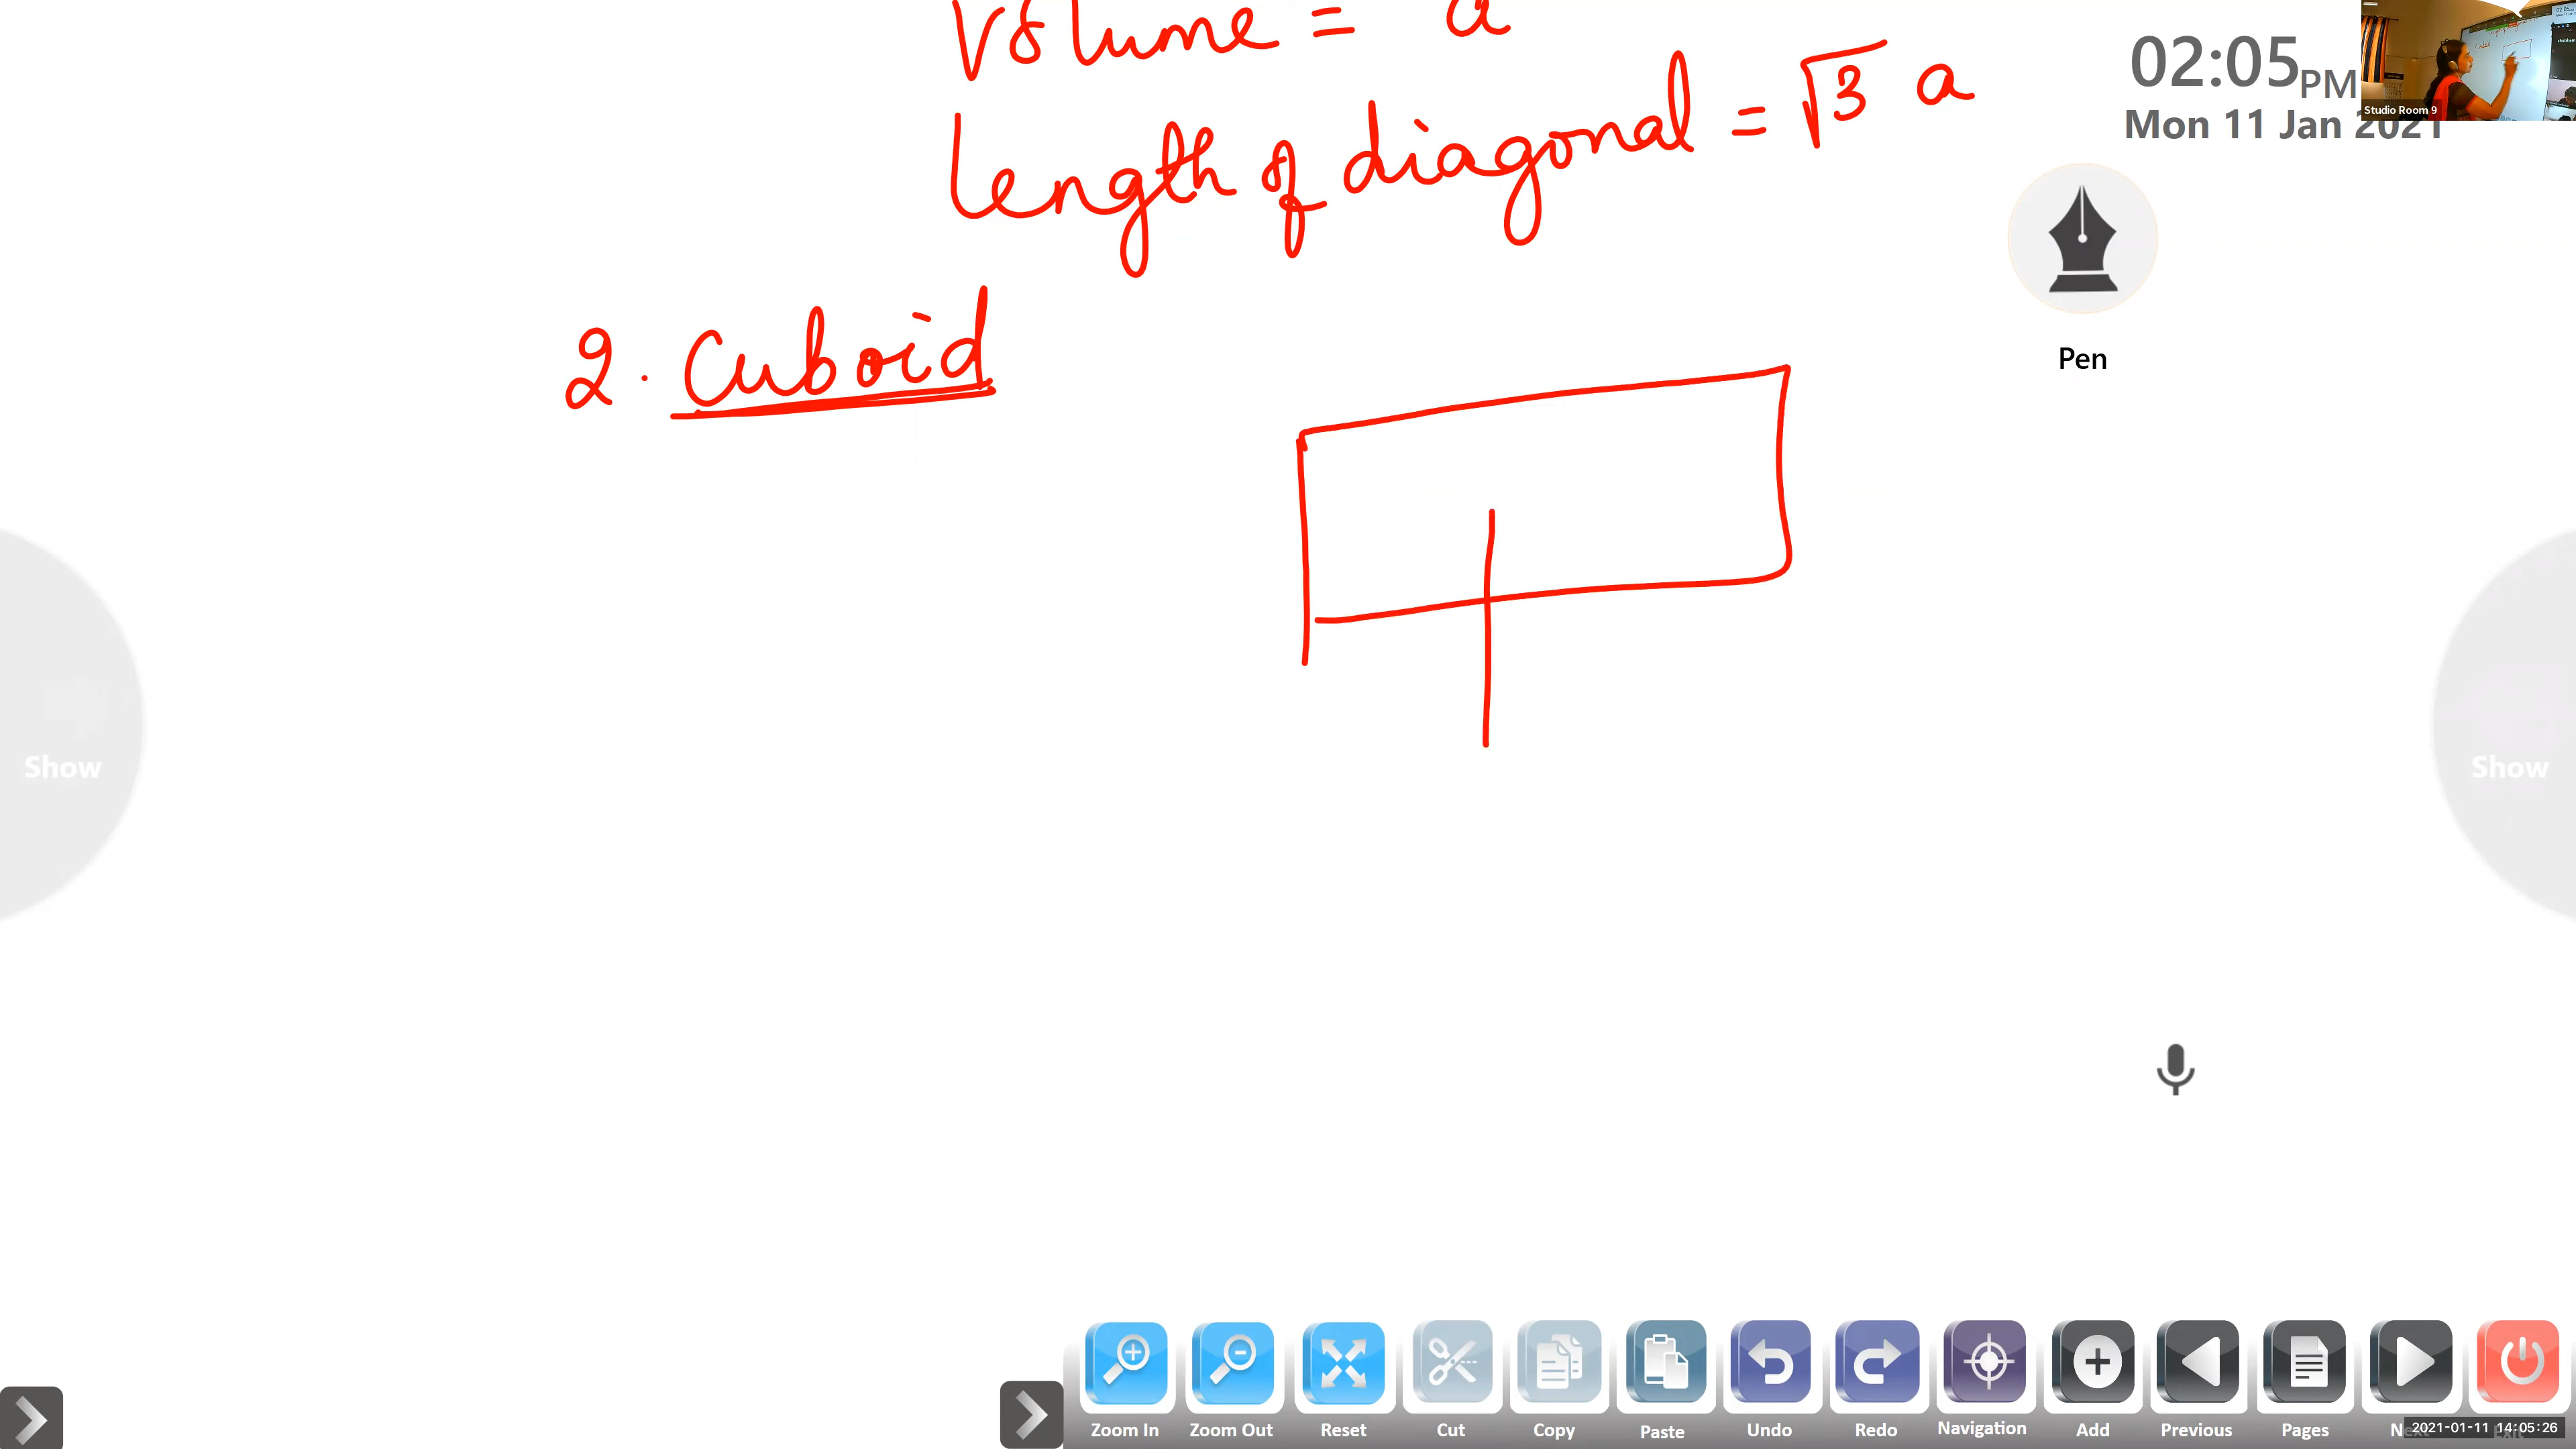 Volume = a
length of diagonal = √3 a
2. Cuboid
02:05 PM
Mon 11 Jan 2021
Studio Room 9
Pen
Show
Show
Zoom In Zoom Out Reset Cut Copy Paste Undo Redo Navigation Add Previous Pages
2021-01-11 14:05:26